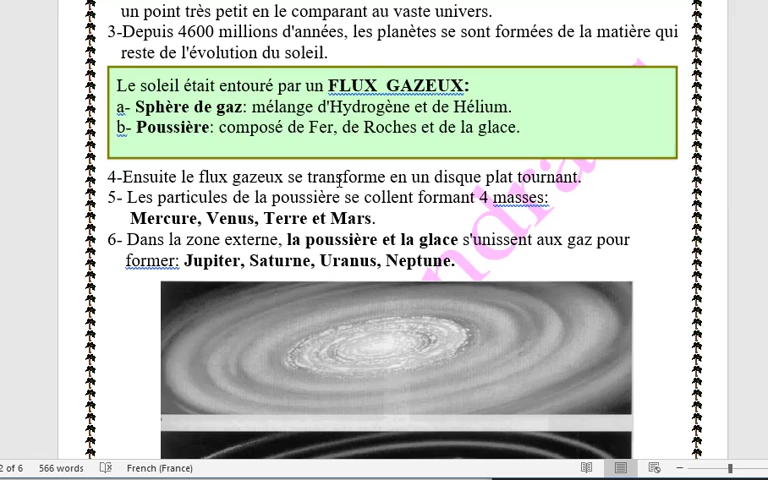 un point très petit en le comparant au vaste univers.
3-Depuis 4600 millions d'années, les planètes se sont formées de la matière qui
reste de l'évolution du soleil.
Le soleil était entouré par un FLUX GAZEUX:
a- Sphère de gaz: mélange d'Hydrogène et de Hélium.
b- Poussière: composé de Fer, de Roches et de la glace.
4-Ensuite le flux gazeux se transforme en un disque plat tournant.
5- Les particules de la poussière se collent formant 4 masses:
Mercure, Venus, Terre et Mars.
6- Dans la zone externe, la poussière et la glace s'unissent aux gaz pour
former: Jupiter, Saturne, Uranus, Neptune.
2 of 6 566 words French (France)